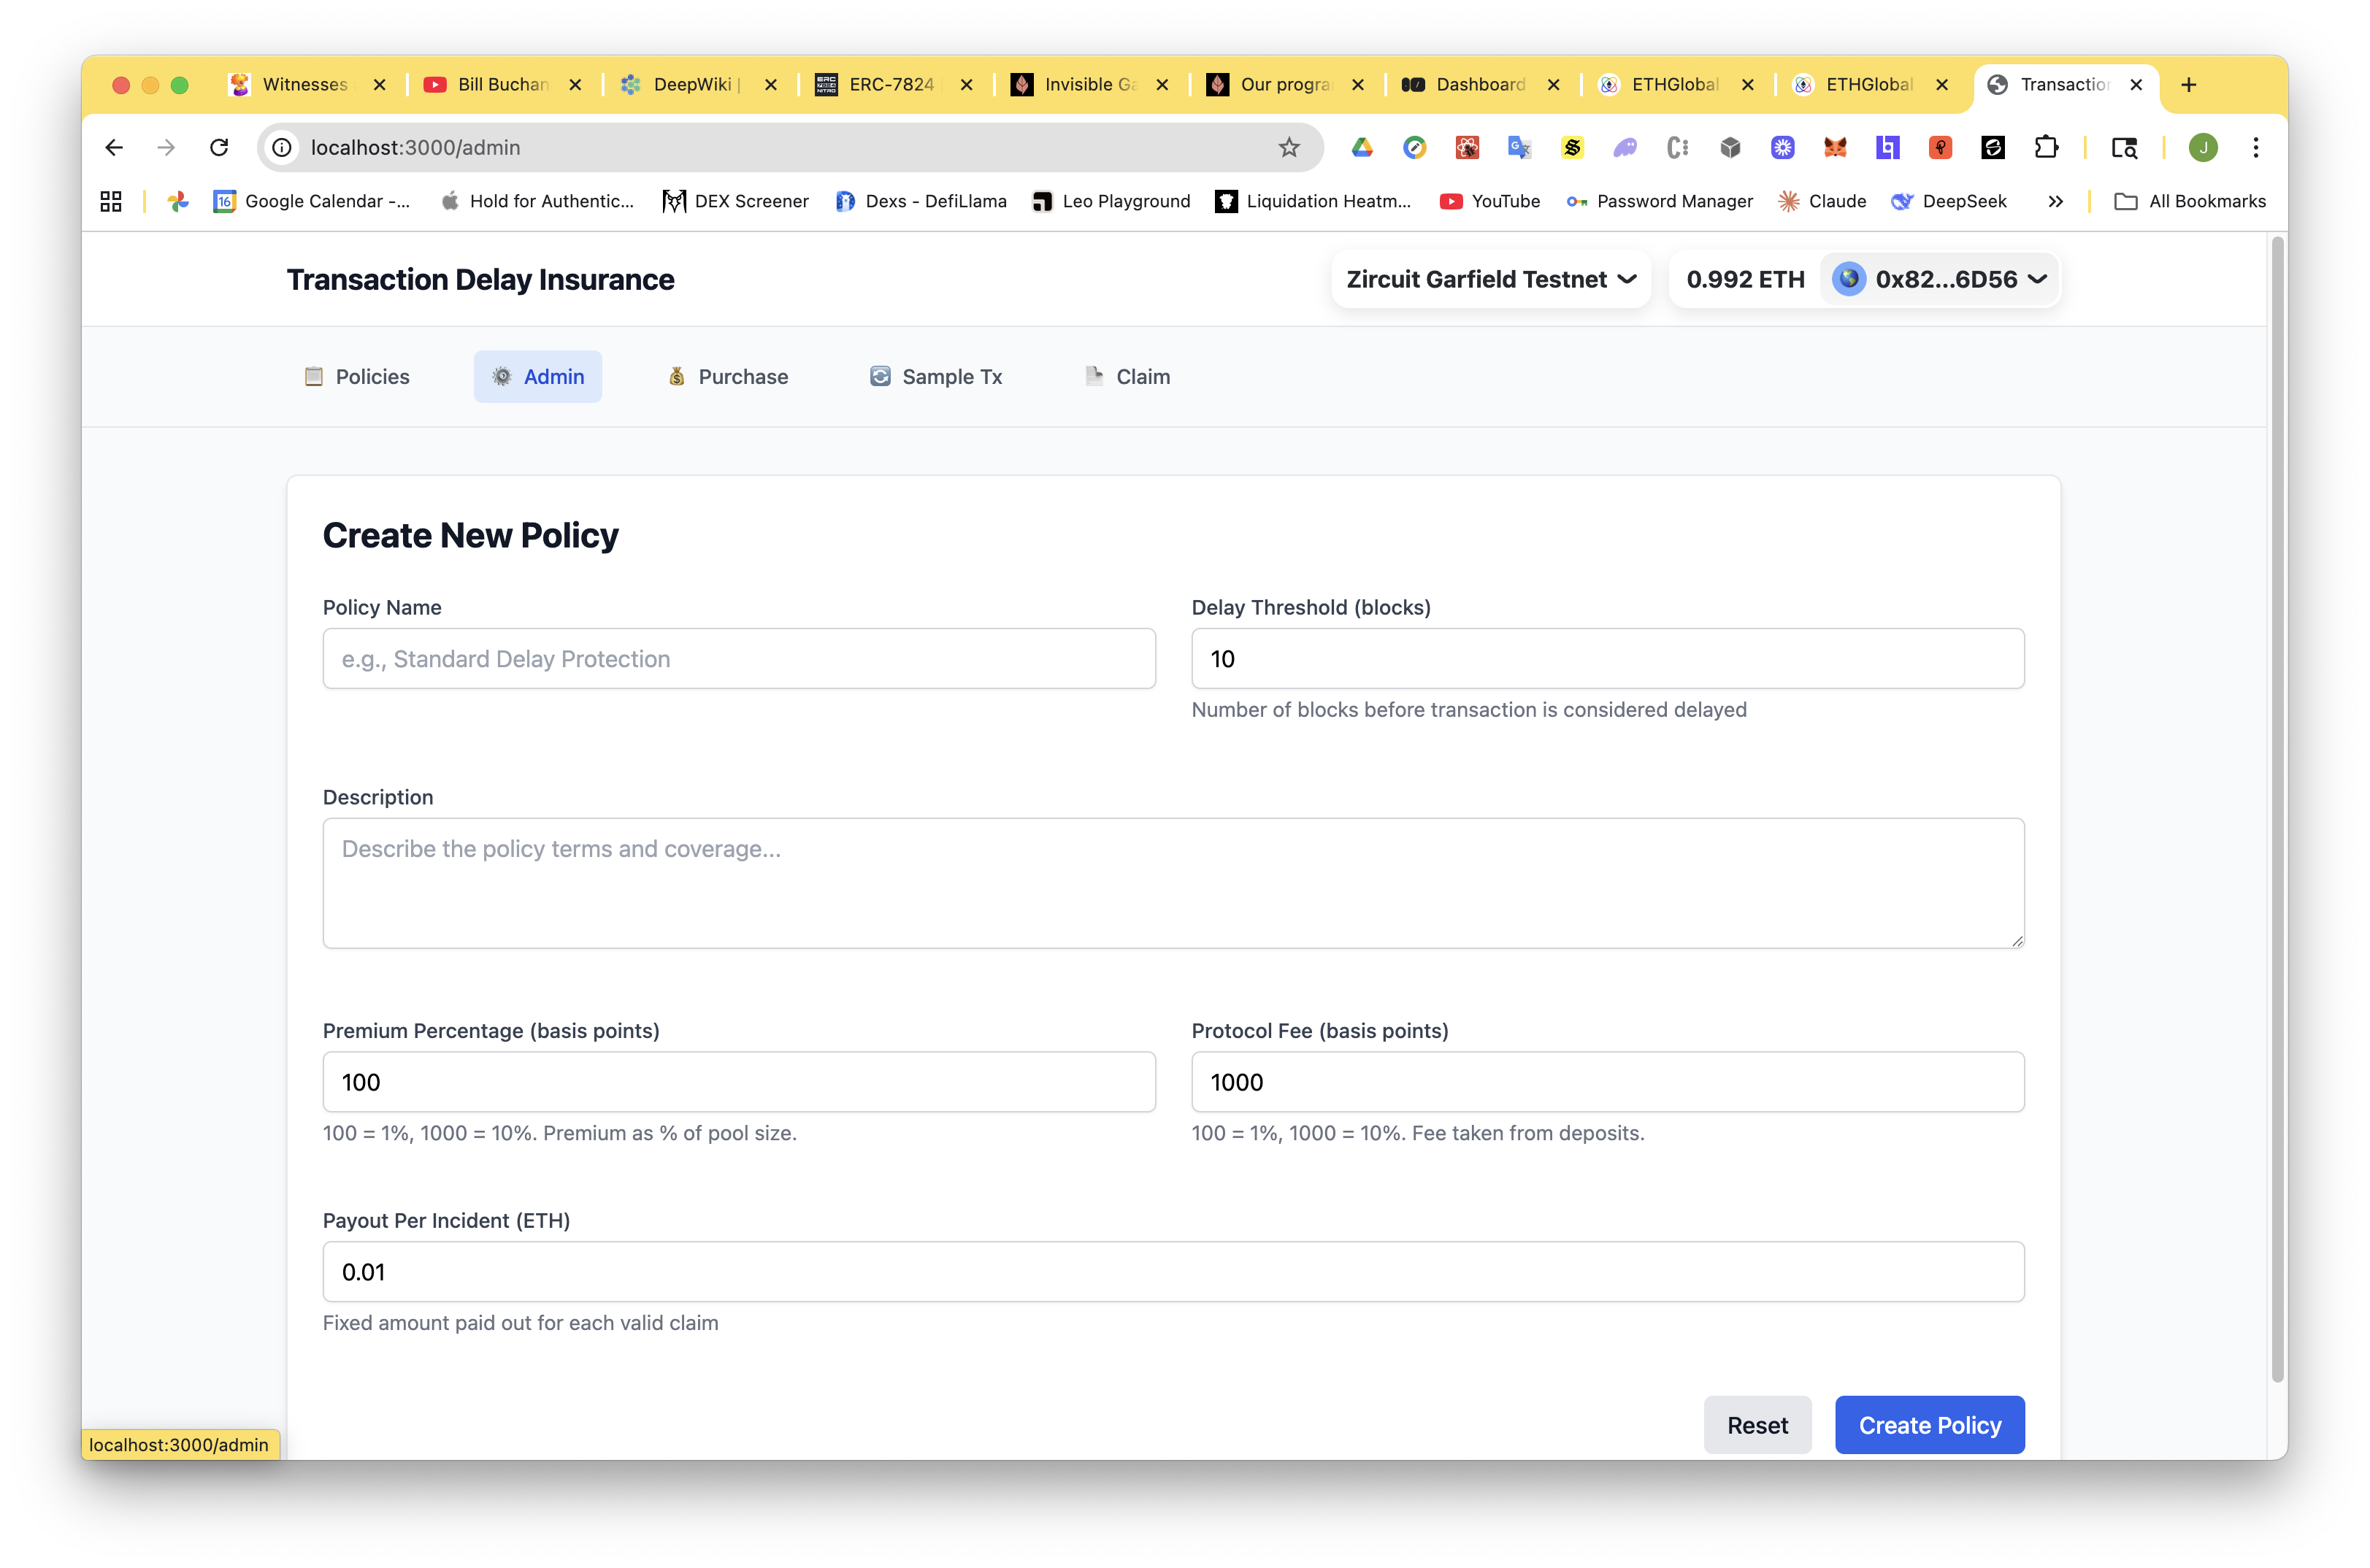 Witnesses
Bill Buchan
DeepWiki |
ERC-7824
Invisible Ga
Our progra
Dashboard
ETHGlobal
ETHGlobal
Transaction
localhost:3000/admin
J
16
Google Calendar -...
Hold for Authentic...
DEX Screener
Dexs - DefiLlama
Leo Playground
Liquidation Heatm...
YouTube
Password Manager
Claude
DeepSeek
All Bookmarks
Transaction Delay Insurance
Zircuit Garfield Testnet
0.992 ETH
0x82...6D56
Policies
Admin
Purchase
Sample Tx
Claim
Create New Policy
Policy Name
e.g., Standard Delay Protection
Delay Threshold (blocks)
10
Number of blocks before transaction is considered delayed
Description
Describe the policy terms and coverage...
Premium Percentage (basis points)
100
100 = 1%, 1000 = 10%. Premium as % of pool size.
Protocol Fee (basis points)
1000
100 = 1%, 1000 = 10%. Fee taken from deposits.
Payout Per Incident (ETH)
0.01
Fixed amount paid out for each valid claim
Reset
Create Policy
localhost:3000/admin